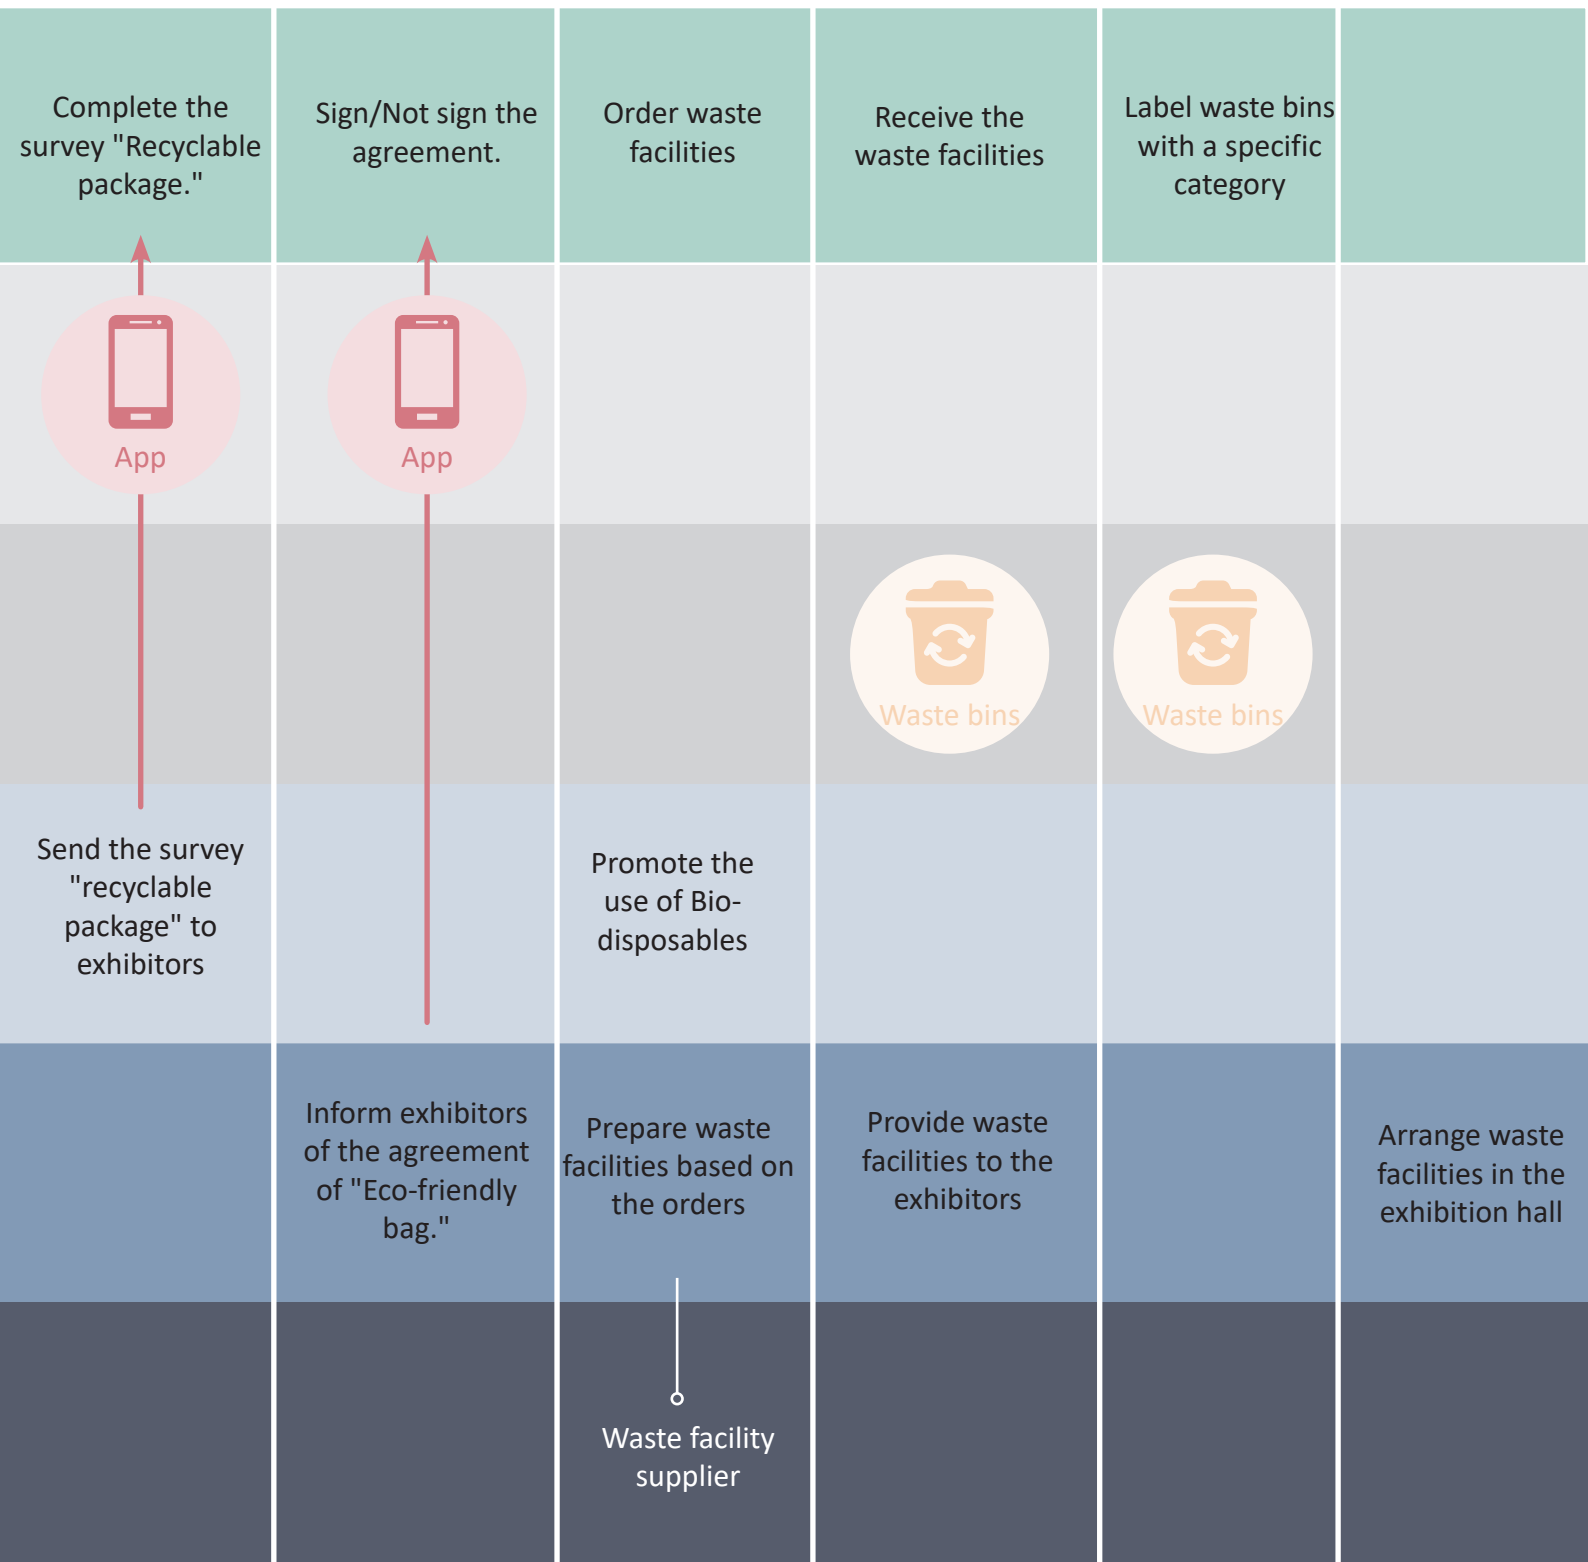 Complete the
survey "Recyclable
package."
Sign/Not sign the
agreement.
Order waste
facilities
Receive the
waste facilities
Label waste bins
with a specific
category
App
App
Waste bins
Waste bins
Send the survey
"recyclable
package" to
exhibitors
Promote the
use of Bio-
disposables
Inform exhibitors
of the agreement
of "Eco-friendly
bag."
Prepare waste
facilities based on
the orders
Provide waste
facilities to the
exhibitors
Arrange waste
facilities in the
exhibition hall
Waste facility
supplier